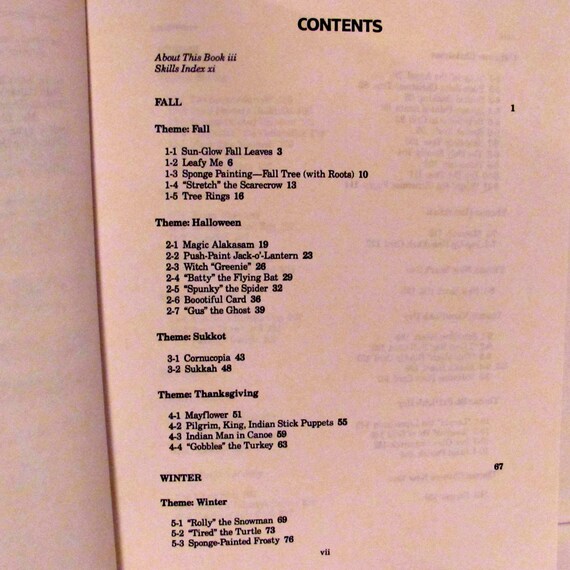 CONTENTS
About This Book iii
Skills Index xi
FALL 1
Theme: Fall
1-1 Sun-Glow Fall Leaves 3
1-2 Leafy Me 6
1-3 Sponge Painting—Fall Tree (with Roots) 10
1-4 "Stretch" the Scarecrow 13
1-5 Tree Rings 16
Theme: Halloween
2-1 Magic Alakasam 19
2-2 Push-Paint Jack-o'-Lantern 23
2-3 Witch "Greenie" 26
2-4 "Batty" the Flying Bat 29
2-5 "Spunky" the Spider 32
2-6 Boootiful Card 36
2-7 "Gus" the Ghost 39
Theme: Sukkot
3-1 Cornucopia 43
3-2 Sukkah 48
Theme: Thanksgiving
4-1 Mayflower 51
4-2 Pilgrim, King, Indian Stick Puppets 55
4-3 Indian Man in Canoe 59
4-4 "Gobbles" the Turkey 63
WINTER 67
Theme: Winter
5-1 "Rolly" the Snowman 69
5-2 "Tired" the Turtle 73
5-3 Sponge-Painted Frosty 76
vii